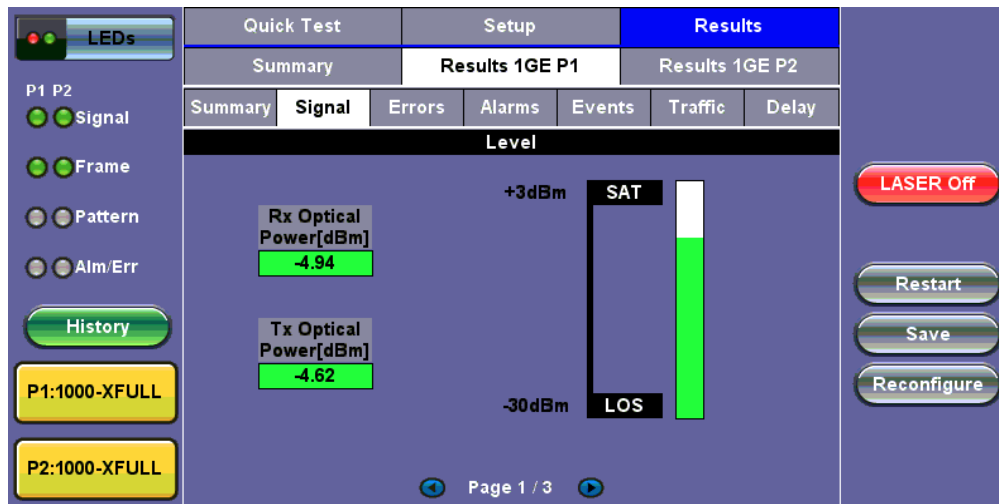 LEDs
P1 P2
Signal
Frame
Pattern
Alm/Err
History
P1:1000-XFULL
P2:1000-XFULL
Quick Test Setup Results
Summary Results 1GE P1 Results 1GE P2
Summary Signal Errors Alarms Events Traffic Delay
Level
Rx Optical
Power[dBm]
-4.94
Tx Optical
Power[dBm]
-4.62
+3dBm SAT
-30dBm LOS
Page 1 / 3
LASER Off
Restart
Save
Reconfigure